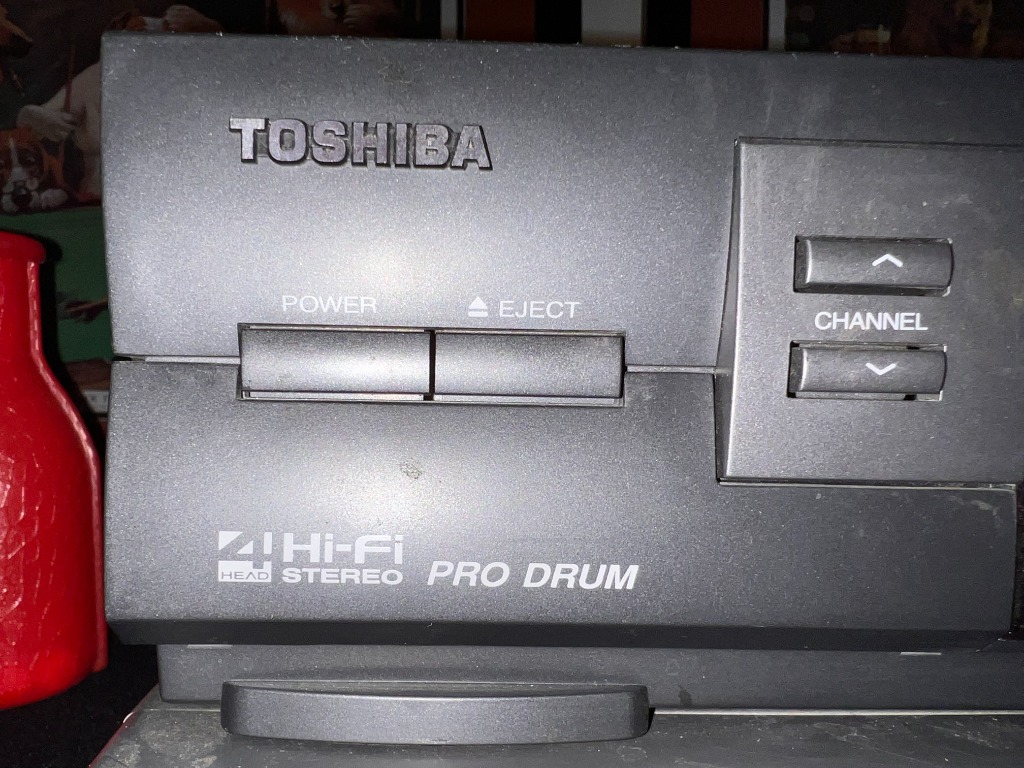 TOSHIBA
POWER
⏏ EJECT
CHANNEL
4 HEAD
Hi-Fi
STEREO
PRO DRUM